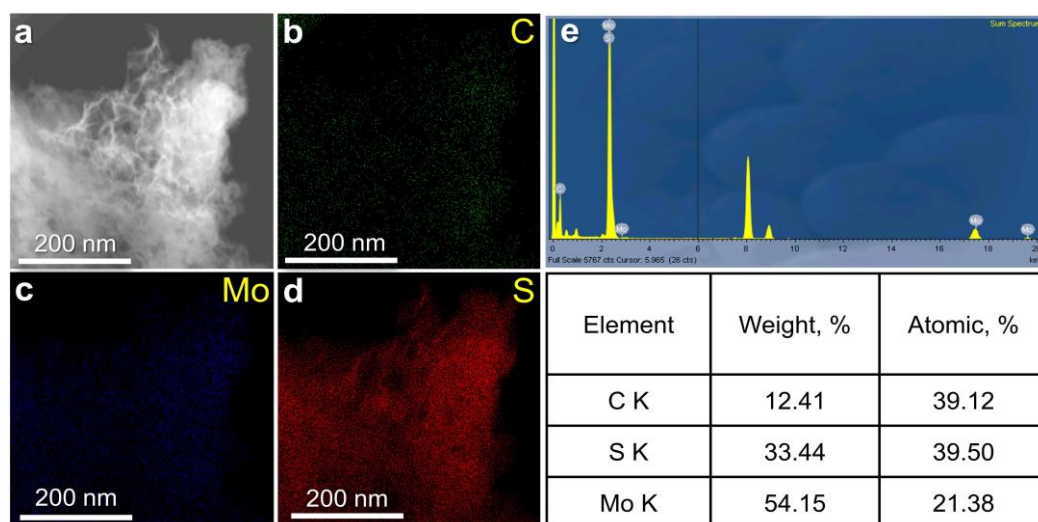 a
200 nm
b C
200 nm
c Mo
200 nm
d S
200 nm
e
Sum Spectrum
Mo
S
C
Mo
Mo
Mo
0 2 4 6 8 10 12 14 16 18 20
Full Scale 5767 cts Cursor: 5.965 (26 cts)
ke
Element Weight, % Atomic, %
C K 12.41 39.12
S K 33.44 39.50
Mo K 54.15 21.38